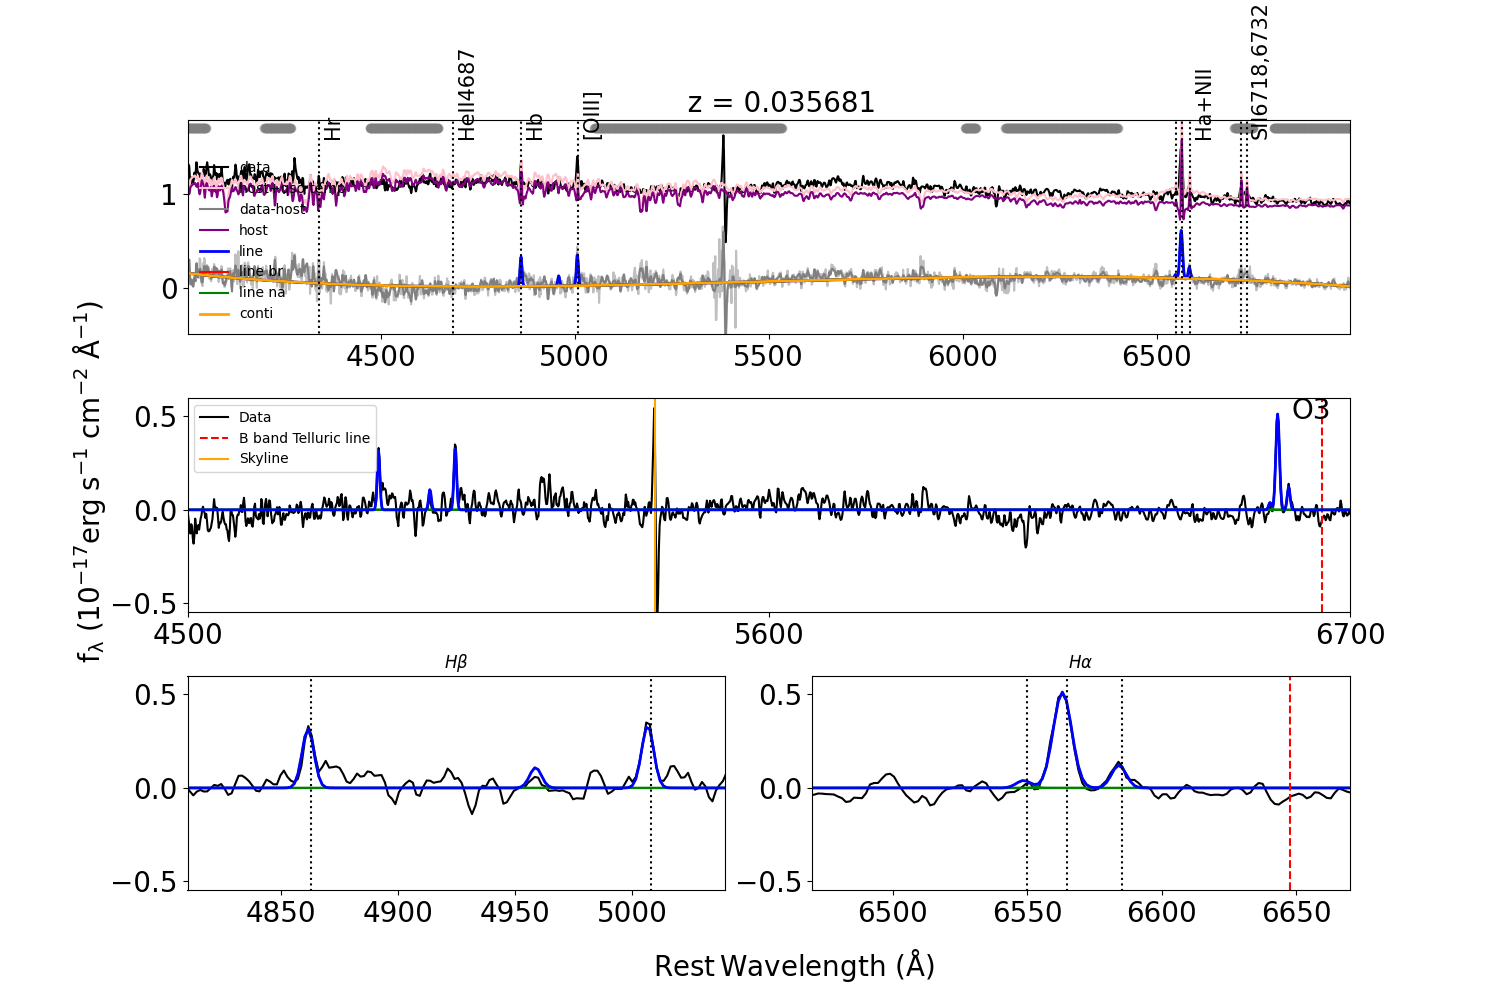 z = 0.035681
Hr
HeII4687
Hb
[OIII]
Ha+NII
SII6718,6732
data
data-host
host
line
line br
line na
conti
1
0
4500
5000
5500
6000
6500
fλ (10⁻¹⁷erg s⁻¹ cm⁻² Å⁻¹)
Data
B band Telluric line
Skyline
O3
0.5
0.0
−0.5
4500
5600
6700
Hβ
0.5
0.0
−0.5
4850
4900
4950
5000
Hα
0.5
0.0
−0.5
6500
6550
6600
6650
Rest Wavelength (Å)